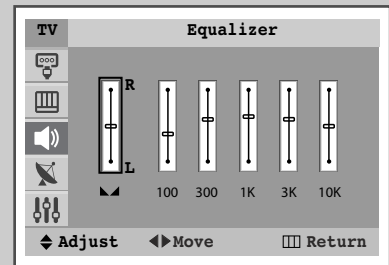 TV Equalizer
R
L
100 300 1K 3K 10K
Adjust Move Return